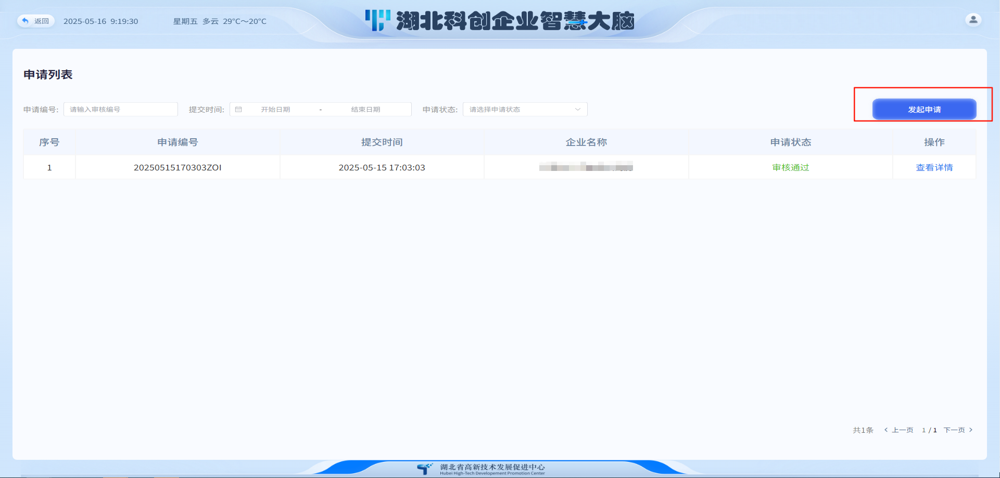 返回 2025-05-16 9:19:30 星期五 多云 29°C～20°C 湖北科创企业智慧大脑
申请列表
申请编号: 请输入审核编号 提交时间: 开始日期 - 结束日期 申请状态: 请选择申请状态 发起申请
序号 申请编号 提交时间 企业名称 申请状态 操作
1 20250515170303ZOI 2025-05-15 17:03:03 审核通过 查看详情
共1条 上一页 1 / 1 下一页
湖北省高新技术发展促进中心
Hubei High-Tech Developement Promotion Center